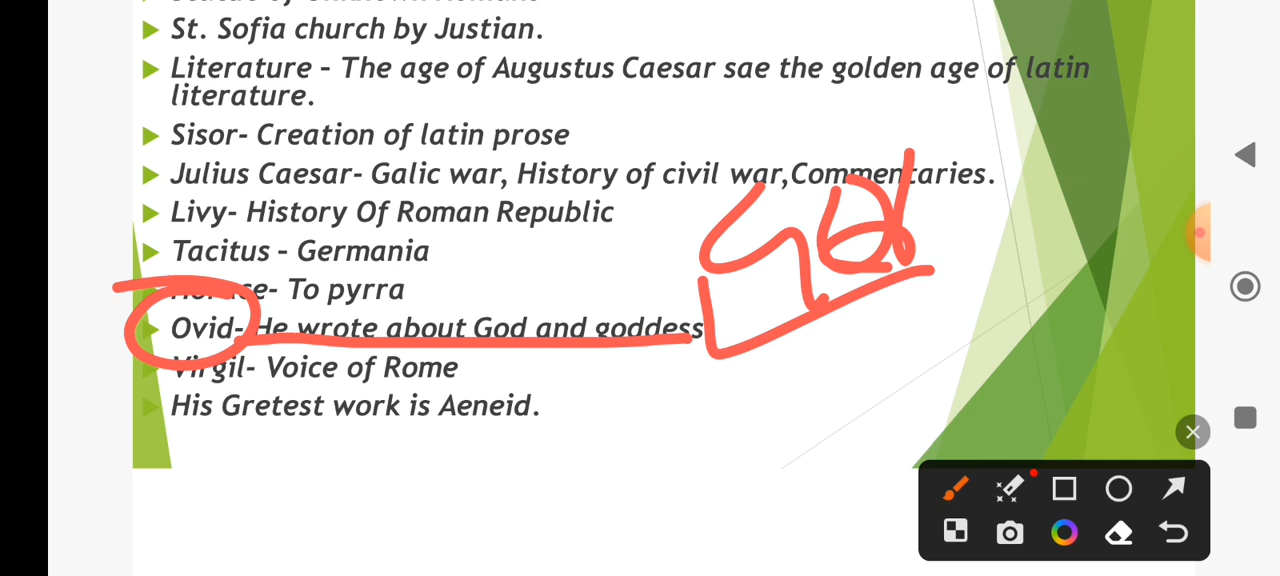 St. Sofia church by Justian.
Literature - The age of Augustus Caesar sae the golden age of latin
literature.
Sisor- Creation of latin prose
Julius Caesar- Galic war, History of civil war,Commentaries.
Livy- History Of Roman Republic
Tacitus - Germania
Horace- To pyrra
Ovid- He wrote about God and goddess
Virgil- Voice of Rome
His Gretest work is Aeneid.